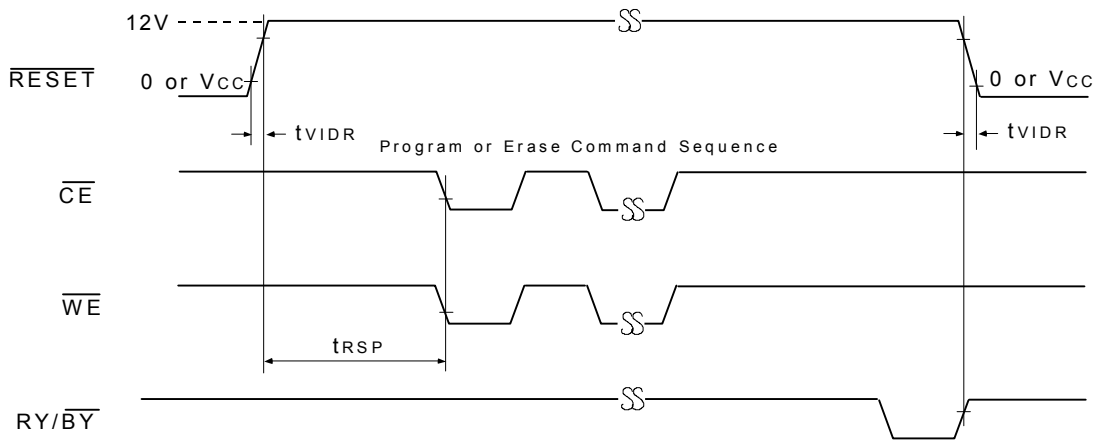 12V
RESET
0 or VCC
0 or VCC
tVIDR
tVIDR
Program or Erase Command Sequence
CE
WE
tRSP
RY/BY